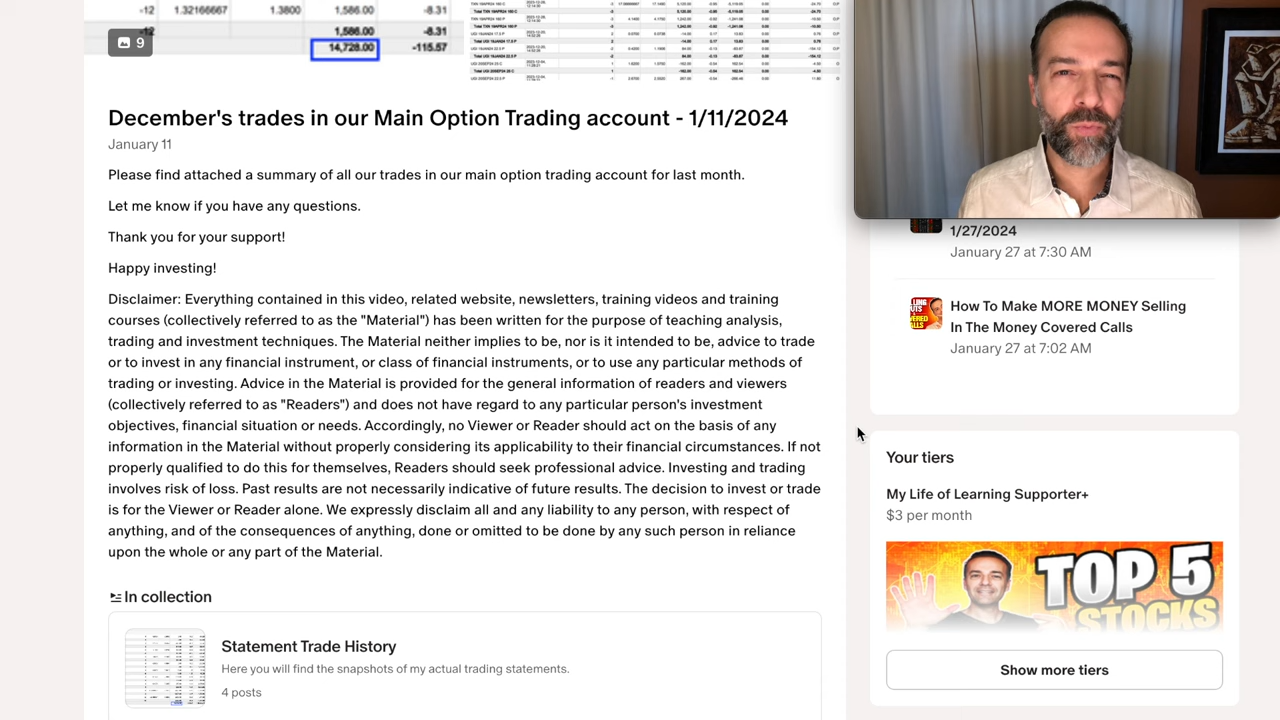 -12 1.3216666 1,586.00 .3800 1,586.00 -8.31
-12 1,586.00 -8.31
14,728.00 -115.57
9
December's trades in our Main Option Trading account - 1/11/2024
January 11
Please find attached a summary of all our trades in our main option trading account for last month.
Let me know if you have any questions.
Thank you for your support!
Happy investing!
Disclaimer: Everything contained in this video, related website, newsletters, training videos and training
courses (collectively referred to as the "Material") has been written for the purpose of teaching analysis,
trading and investment techniques. The Material neither implies to be, nor is it intended to be, advice to trade
or to invest in any financial instrument, or class of financial instruments, or to use any particular methods of
trading or investing. Advice in the Material is provided for the general information of readers and viewers
(collectively referred to as "Readers") and does not have regard to any particular person's investment
objectives, financial situation or needs. Accordingly, no Viewer or Reader should act on the basis of any
information in the Material without properly considering its applicability to their financial circumstances. If not
properly qualified to do this for themselves, Readers should seek professional advice. Investing and trading
involves risk of loss. Past results are not necessarily indicative of future results. The decision to invest or trade
is for the Viewer or Reader alone. We expressly disclaim all and any liability to any person, with respect of
anything, and of the consequences of anything, done or omitted to be done by any such person in reliance
upon the whole or any part of the Material.
In collection
Statement Trade History
Here you will find the snapshots of my actual trading statements.
4 posts
1/27/2024
January 27 at 7:30 AM
How To Make MORE MONEY Selling
In The Money Covered Calls
January 27 at 7:02 AM
Your tiers
My Life of Learning Supporter+
$3 per month
TOP 5
STOCKS
Show more tiers